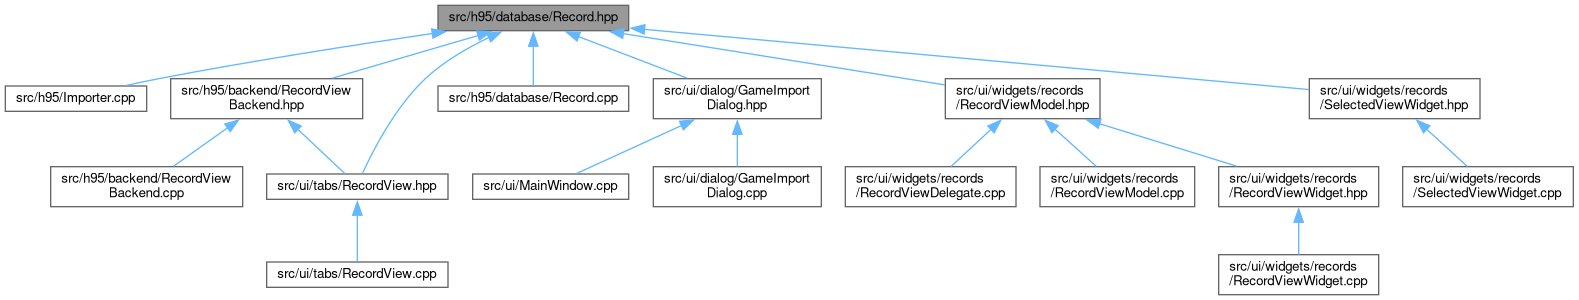 src/h95/database/Record.hpp
src/h95/Importer.cpp
src/h95/backend/RecordView
Backend.hpp
src/h95/database/Record.cpp
src/ui/dialog/GameImport
Dialog.hpp
src/ui/widgets/records
/RecordViewModel.hpp
src/ui/widgets/records
/SelectedViewWidget.hpp
src/h95/backend/RecordView
Backend.cpp
src/ui/tabs/RecordView.hpp
src/ui/MainWindow.cpp
src/ui/dialog/GameImport
Dialog.cpp
src/ui/widgets/records
/RecordViewDelegate.cpp
src/ui/widgets/records
/RecordViewModel.cpp
src/ui/widgets/records
/RecordViewWidget.hpp
src/ui/widgets/records
/SelectedViewWidget.cpp
src/ui/tabs/RecordView.cpp
src/ui/widgets/records
/RecordViewWidget.cpp